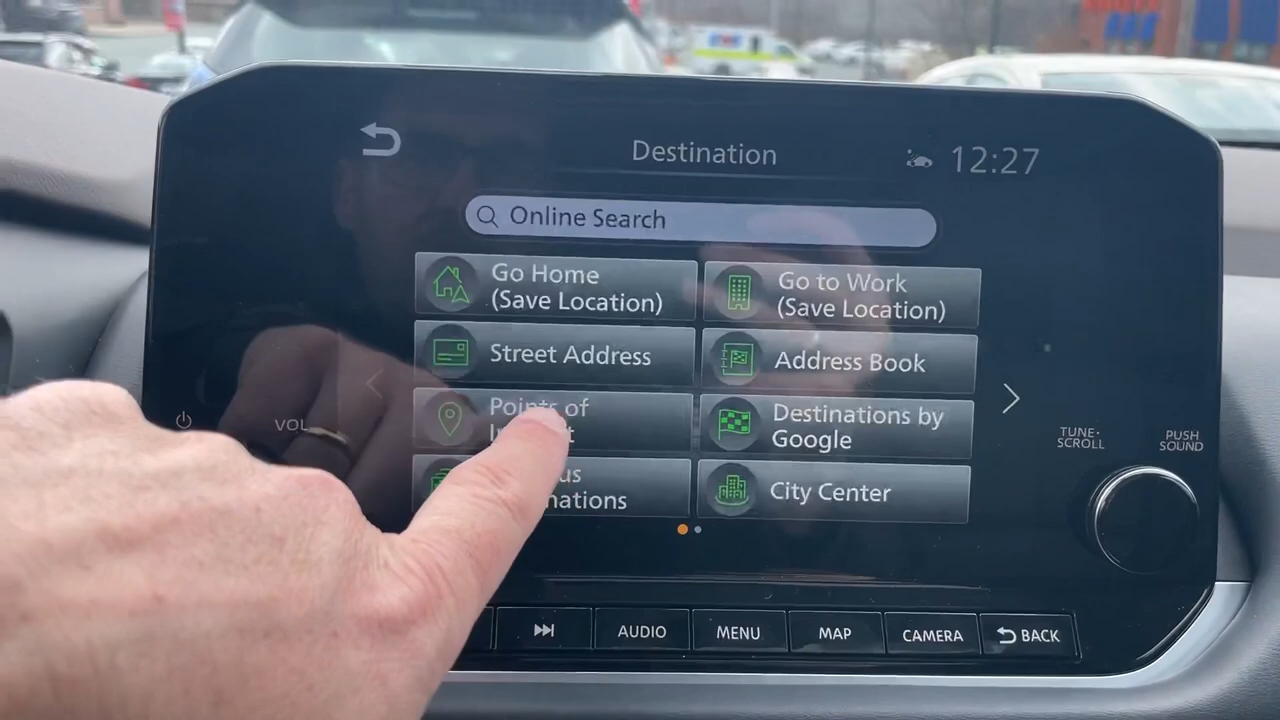 Destination
12:27
Online Search
Go Home
(Save Location)
Go to Work
(Save Location)
Street Address
Address Book
Points of
Destinations by
Google
City Center
VOL
TUNE·
SCROLL
PUSH
SOUND
AUDIO
MENU
MAP
CAMERA
BACK